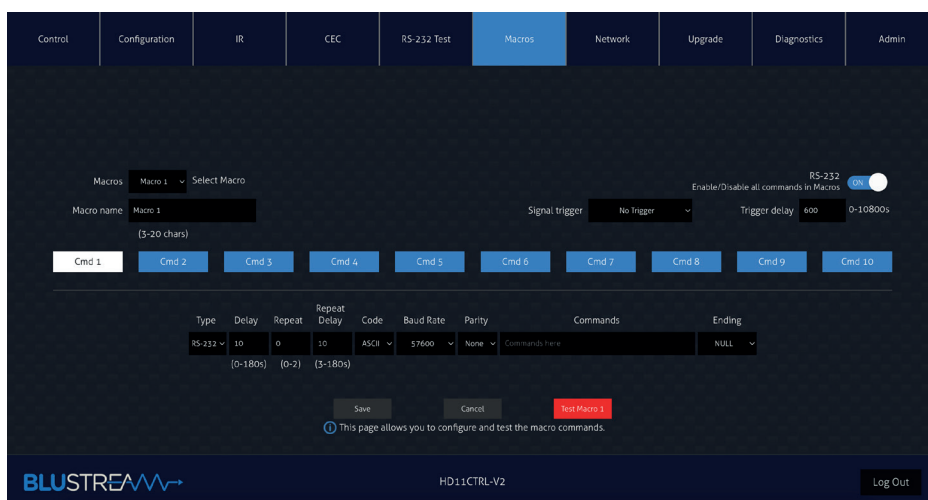 Control Configuration IR CEC RS-232 Test Macros Network Upgrade Diagnostics Admin
RS-232
Macros Macro 1 Select Macro Enable/Disable all commands in Macros ON
Macro name Macro 1 Signal trigger No Trigger Trigger delay 600 0-10800s
(3-20 chars)
Cmd 1 Cmd 2 Cmd 3 Cmd 4 Cmd 5 Cmd 6 Cmd 7 Cmd 8 Cmd 9 Cmd 10
Repeat
Type Delay Repeat Delay Code Baud Rate Parity Commands Ending
RS-232 10 0 10 ASCII 57600 None Commands here NULL
(0-180s) (0-2) (3-180s)
Save Cancel Test Macro 1
This page allows you to configure and test the macro commands.
BLUSTREAM HD11CTRL-V2 Log Out